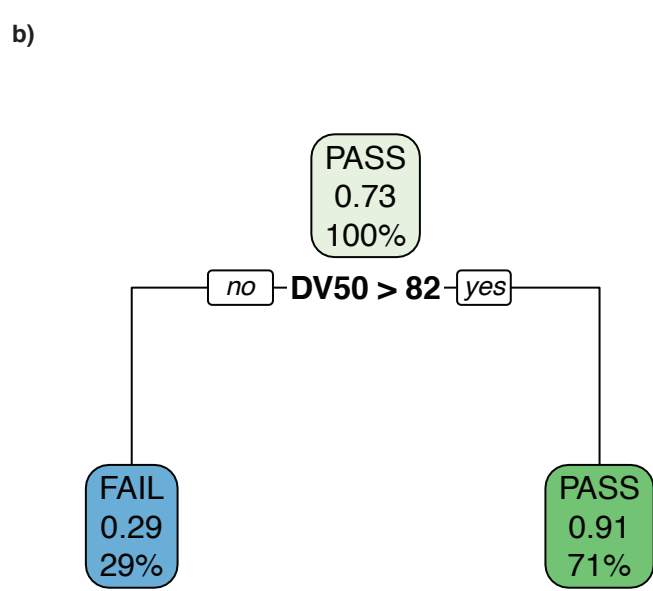 b)
PASS
0.73
100%
no DV50 > 82 yes
FAIL
0.29
29%
PASS
0.91
71%